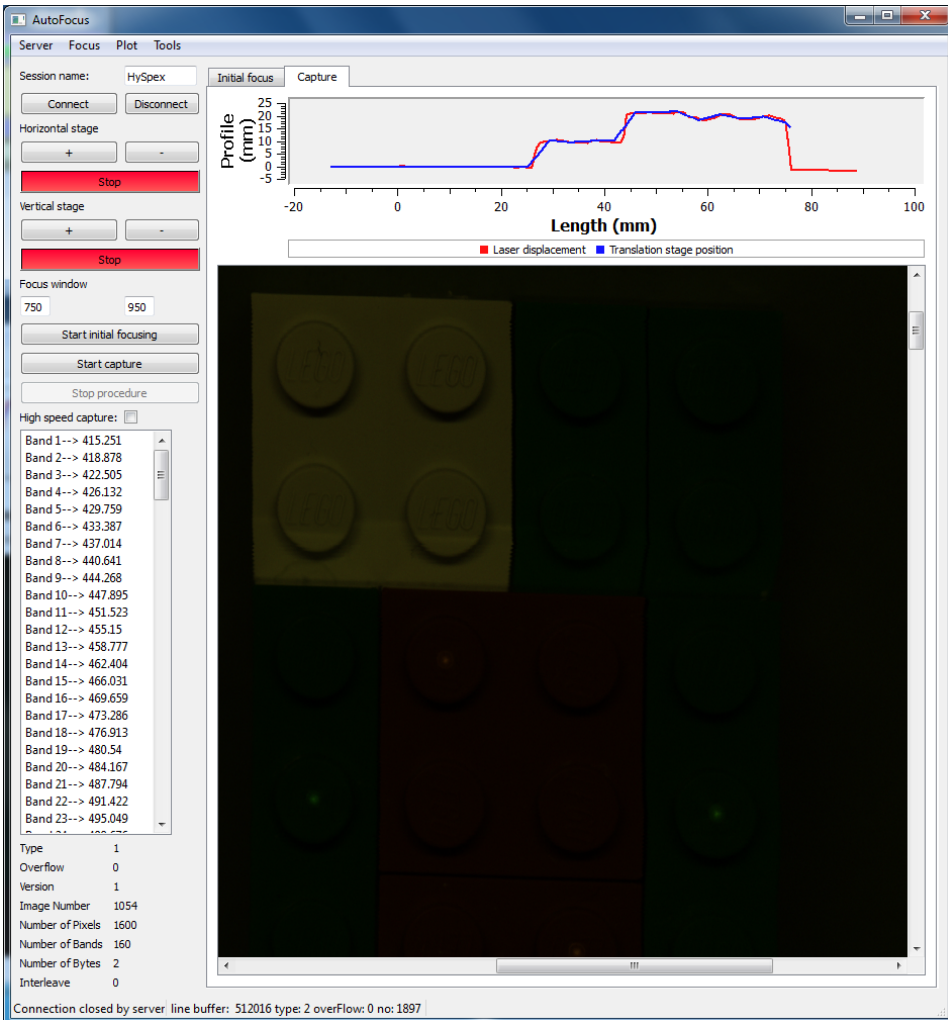 AutoFocus
Server Focus Plot Tools
Session name: HySpex
Connect Disconnect
Horizontal stage
+ -
Stop
Vertical stage
+ -
Stop
Focus window
750 950
Start initial focusing
Start capture
Stop procedure
High speed capture:
Band 1--> 415.251
Band 2--> 418.878
Band 3--> 422.505
Band 4--> 426.132
Band 5--> 429.759
Band 6--> 433.387
Band 7--> 437.014
Band 8--> 440.641
Band 9--> 444.268
Band 10--> 447.895
Band 11--> 451.523
Band 12--> 455.15
Band 13--> 458.777
Band 14--> 462.404
Band 15--> 466.031
Band 16--> 469.659
Band 17--> 473.286
Band 18--> 476.913
Band 19--> 480.54
Band 20--> 484.167
Band 21--> 487.794
Band 22--> 491.422
Band 23--> 495.049
Type 1
Overflow 0
Version 1
Image Number 1054
Number of Pixels 1600
Number of Bands 160
Number of Bytes 2
Interleave 0
Initial focus Capture
Profile
(mm)
25
20
15
10
5
0
-5
-20 0 20 40 60 80 100
Length (mm)
Laser displacement Translation stage position
LEGO LEGO
LEGO LEGO
Connection closed by server line buffer: 512016 type: 2 overFlow: 0 no: 1897